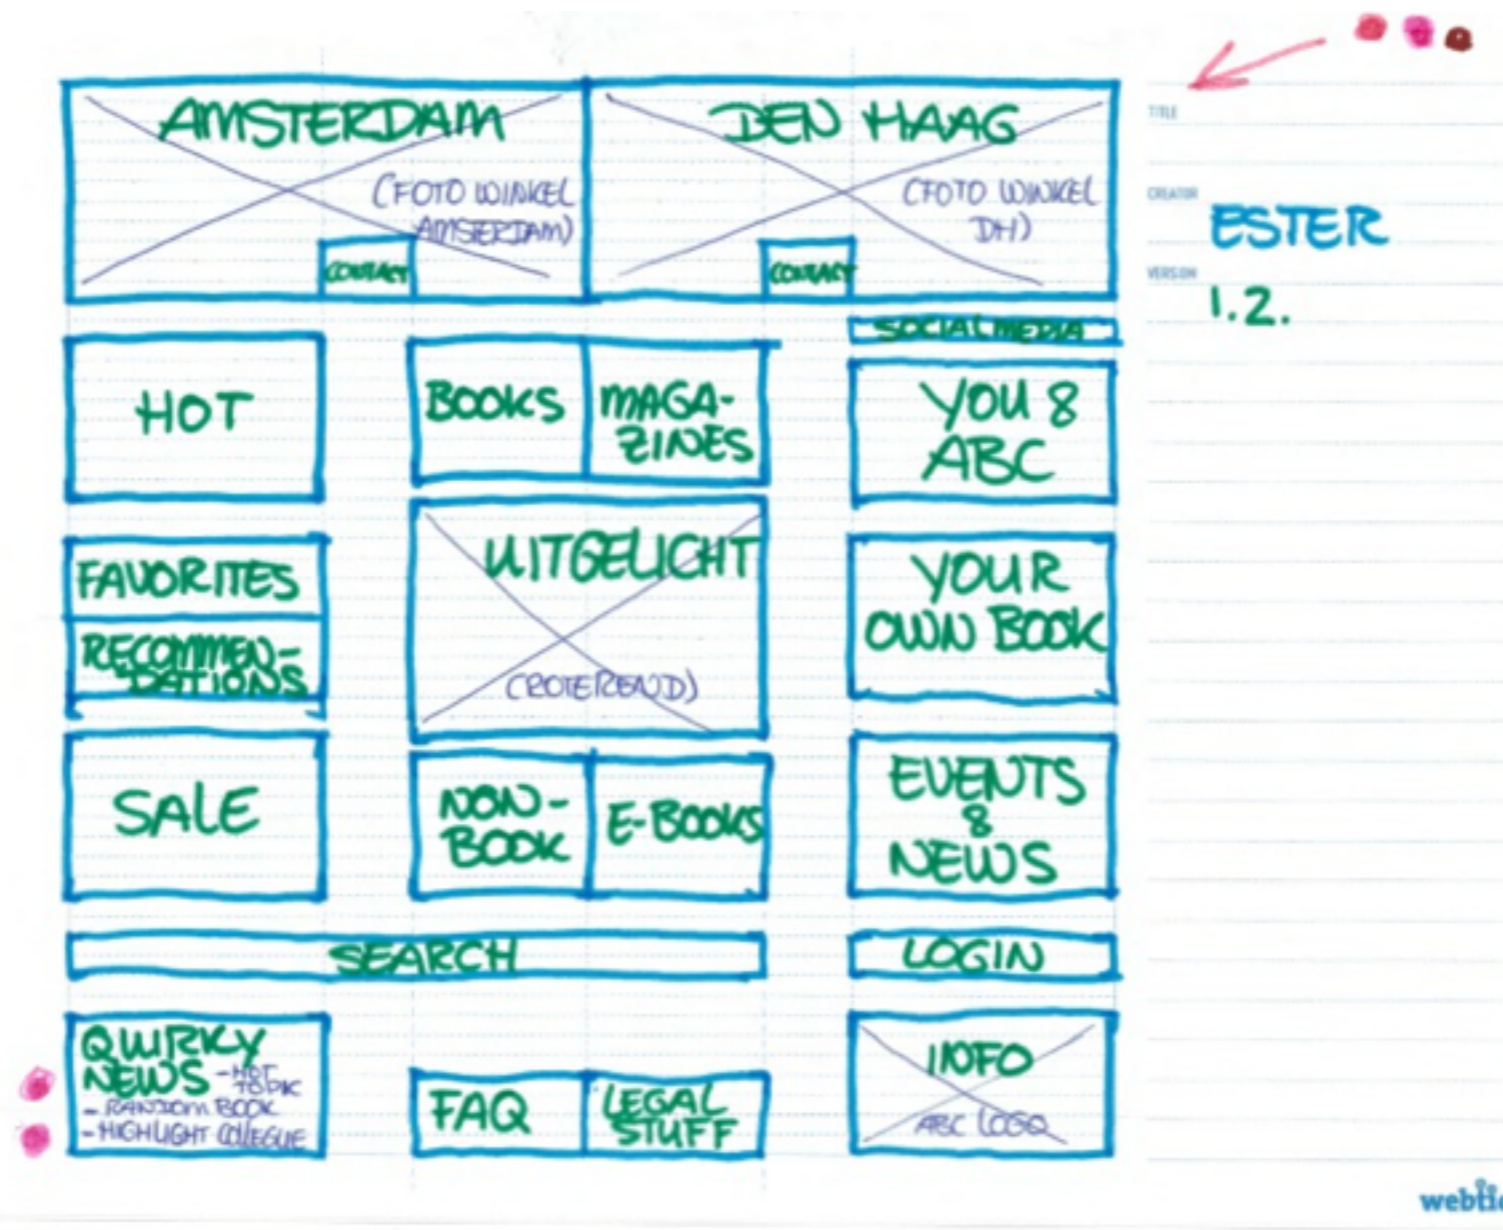 AMSTERDAM
(FOTO WINKEL
AMSTERDAM)
CONTACT
DEN HAAG
(FOTO WINKEL
DH)
CONTACT
TITLE
CREATOR
ESTER
VERSION
1.2.
SOCIAL MEDIA
HOT
BOOKS
MAGA-
ZINES
YOU &
ABC
FAVORITES
RECOMMEN-
DATIONS
UITGELICHT
(ROTEREND)
YOUR
OWN BOOK
SALE
NON-
BOOK
E-BOOKS
EVENTS
&
NEWS
SEARCH
LOGIN
QUIRKY
NEWS -HOT
TOPIC
- RANDOM BOOK
- HIGHLIGHT COLLEGUE
FAQ
LEGAL
STUFF
INFO
ABC LOGO